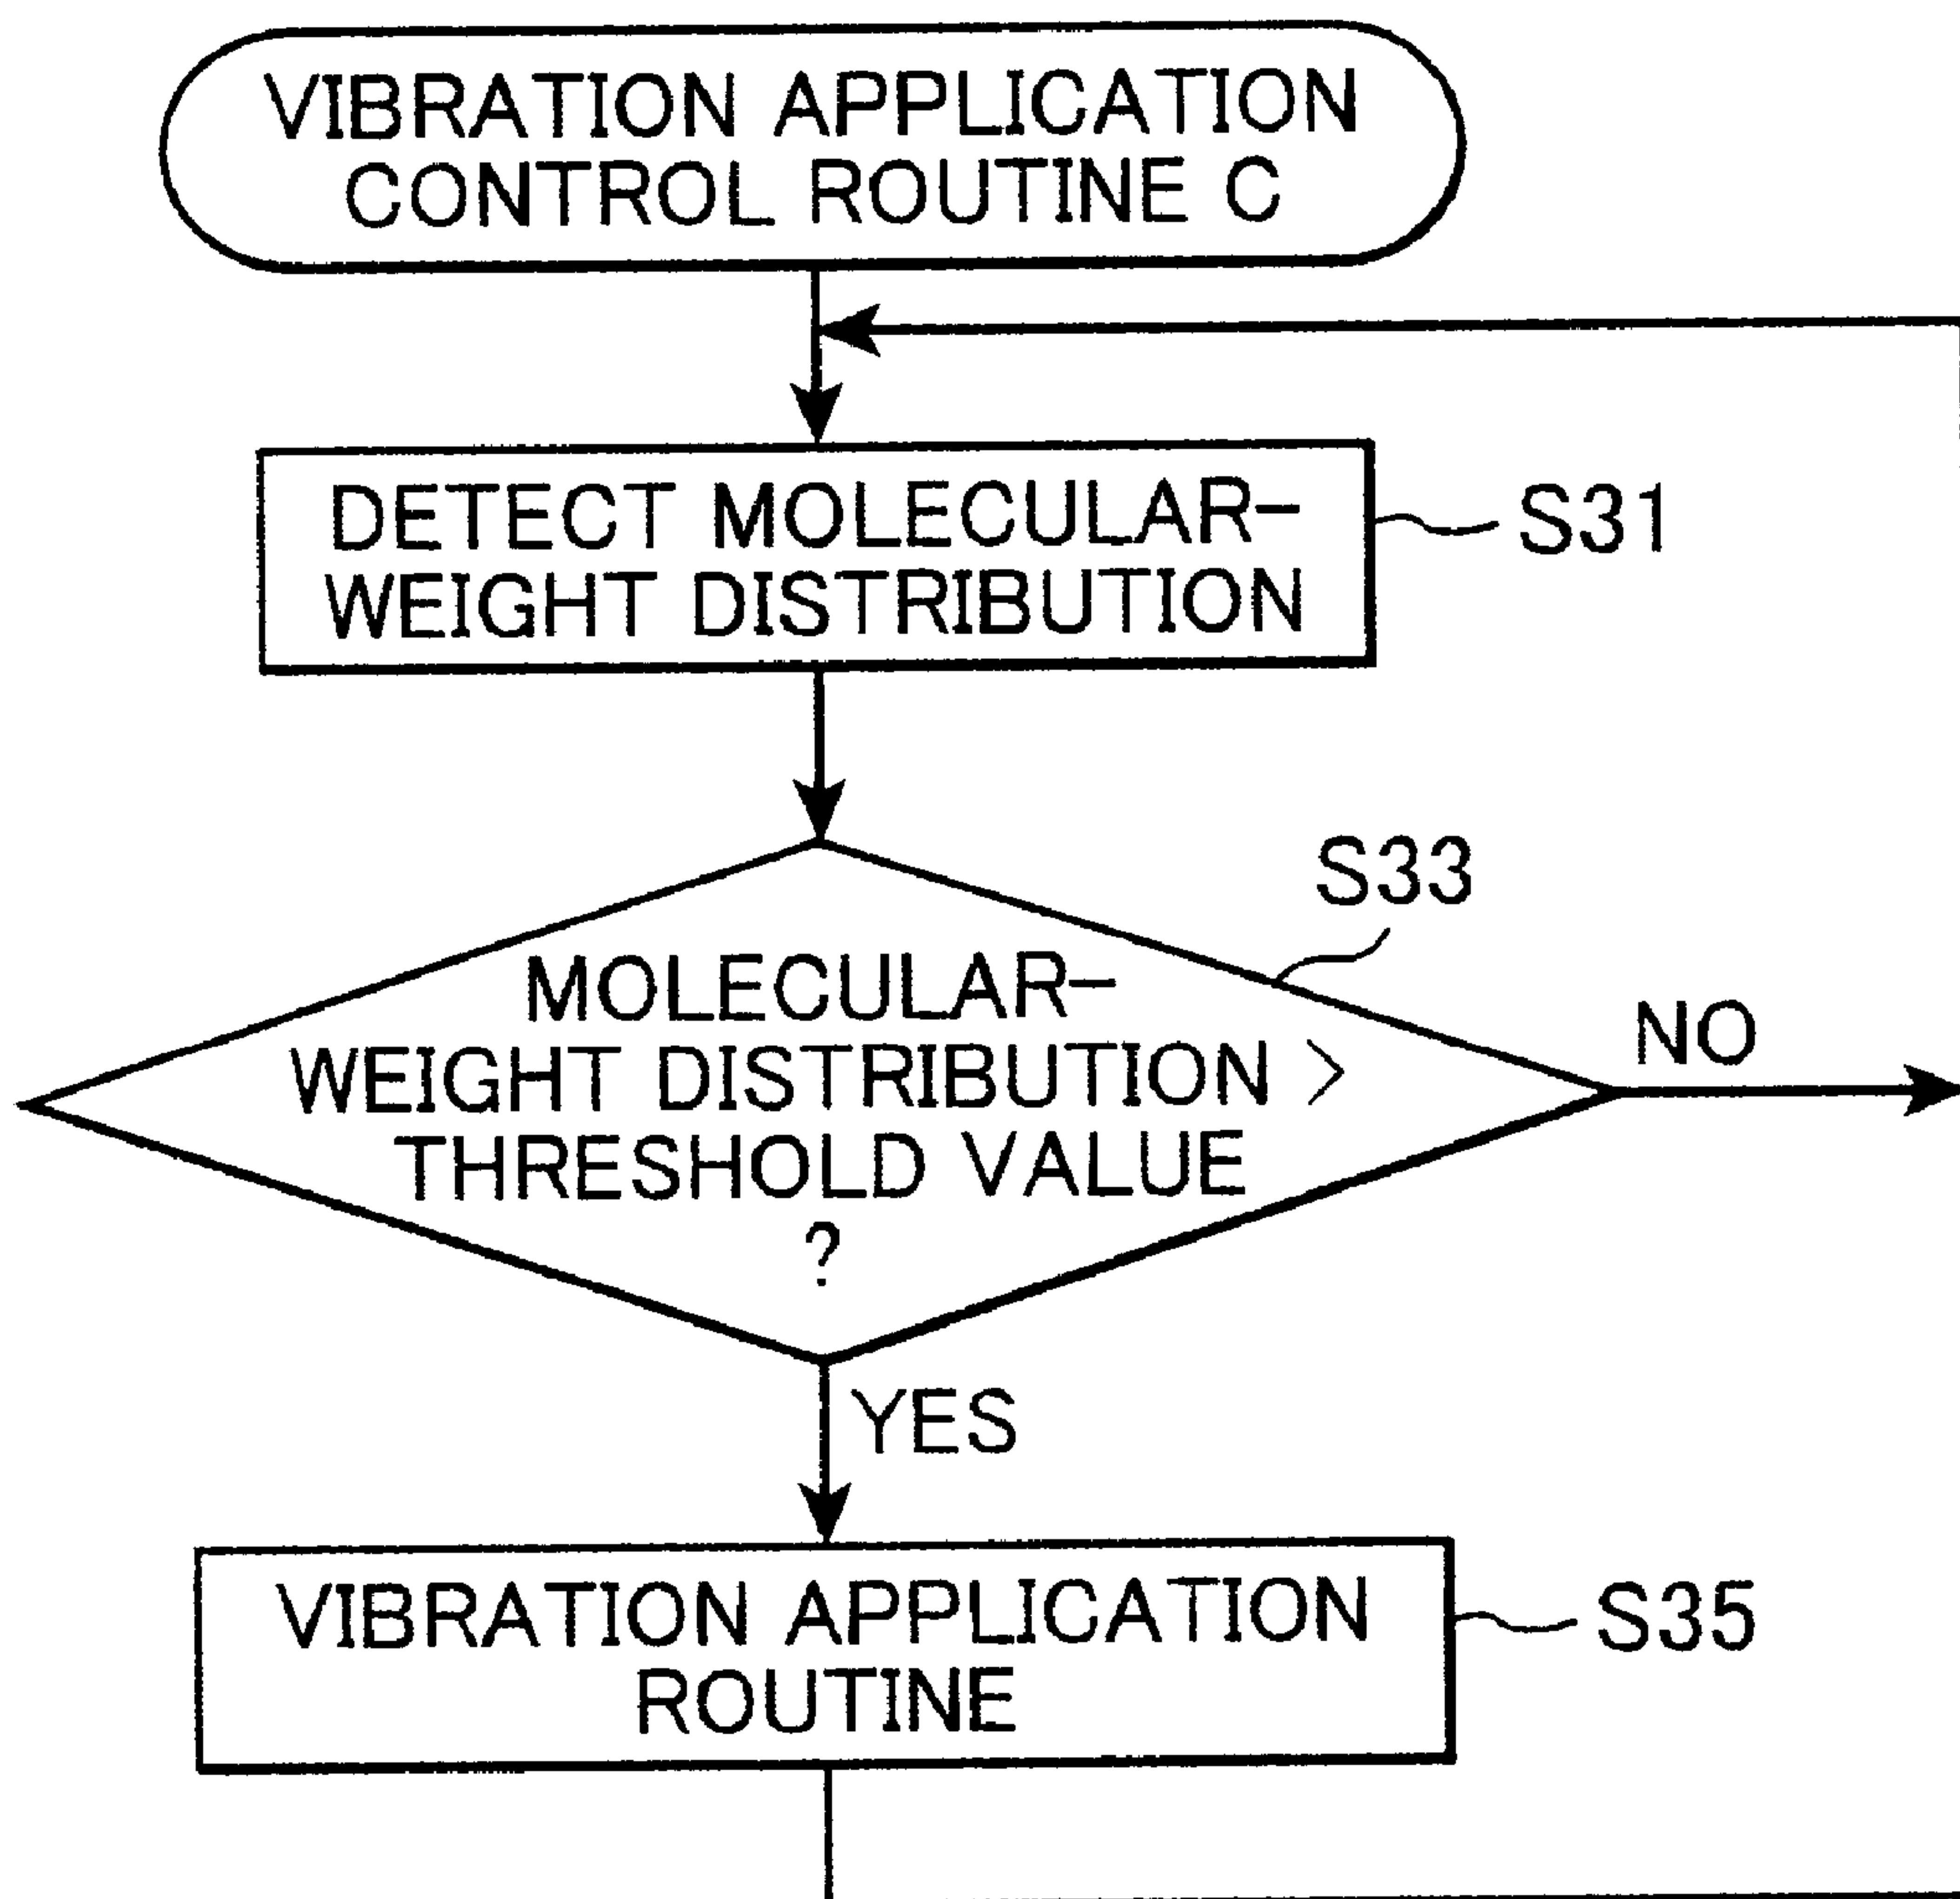 VIBRATION APPLICATION
CONTROL ROUTINE C
DETECT MOLECULAR-
WEIGHT DISTRIBUTION
S31
S33
MOLECULAR-
WEIGHT DISTRIBUTION >
THRESHOLD VALUE
?
NO
YES
VIBRATION APPLICATION
ROUTINE
S35